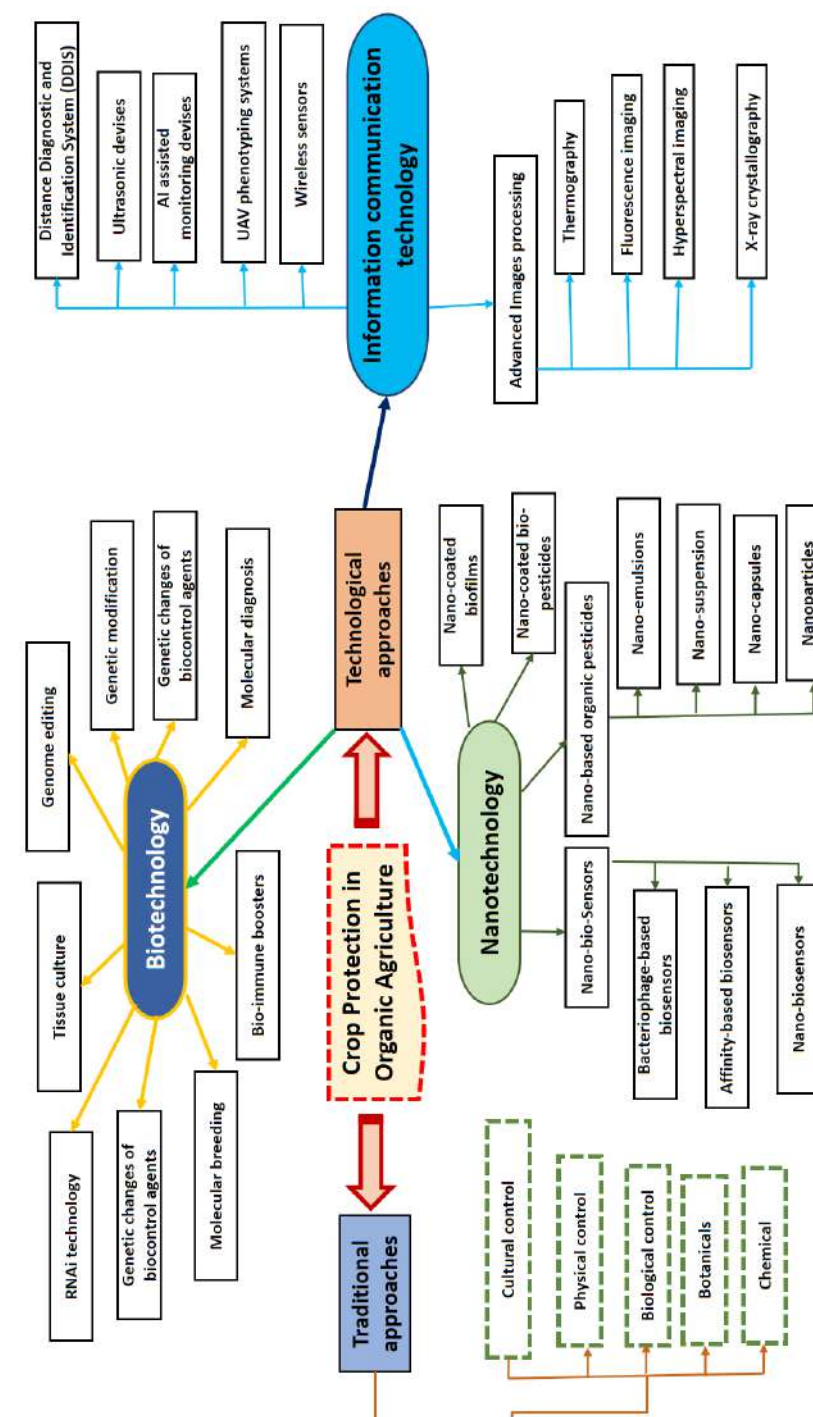 RNAi technology
Genetic changes of
biocontrol agents
Molecular breeding
Tissue culture
Bio-immune boosters
Biotechnology
Genome editing
Genetic modification
Genetic changes of
biocontrol agents
Molecular diagnosis
Distance Diagnostic and
Identification System (DDIS)
Ultrasonic devises
AI assisted
monitoring devises
UAV phenotyping systems
Wireless sensors
Traditional
approaches
Crop Protection in
Organic Agriculture
Technological
approaches
Information communication
technology
Cultural control
Physical control
Biological control
Botanicals
Chemical
Nanotechnology
Nano-coated
biofilms
Nano-coated bio-
pesticides
Nano-bio-Sensors
Bacteriophage-based
biosensors
Affinity-based biosensors
Nano-biosensors
Nano-based organic pesticides
Nano-emulsions
Nano-suspension
Nano-capsules
Nanoparticles
Advanced Images processing
Thermography
Fluorescence imaging
Hyperspectral imaging
X-ray crystallography